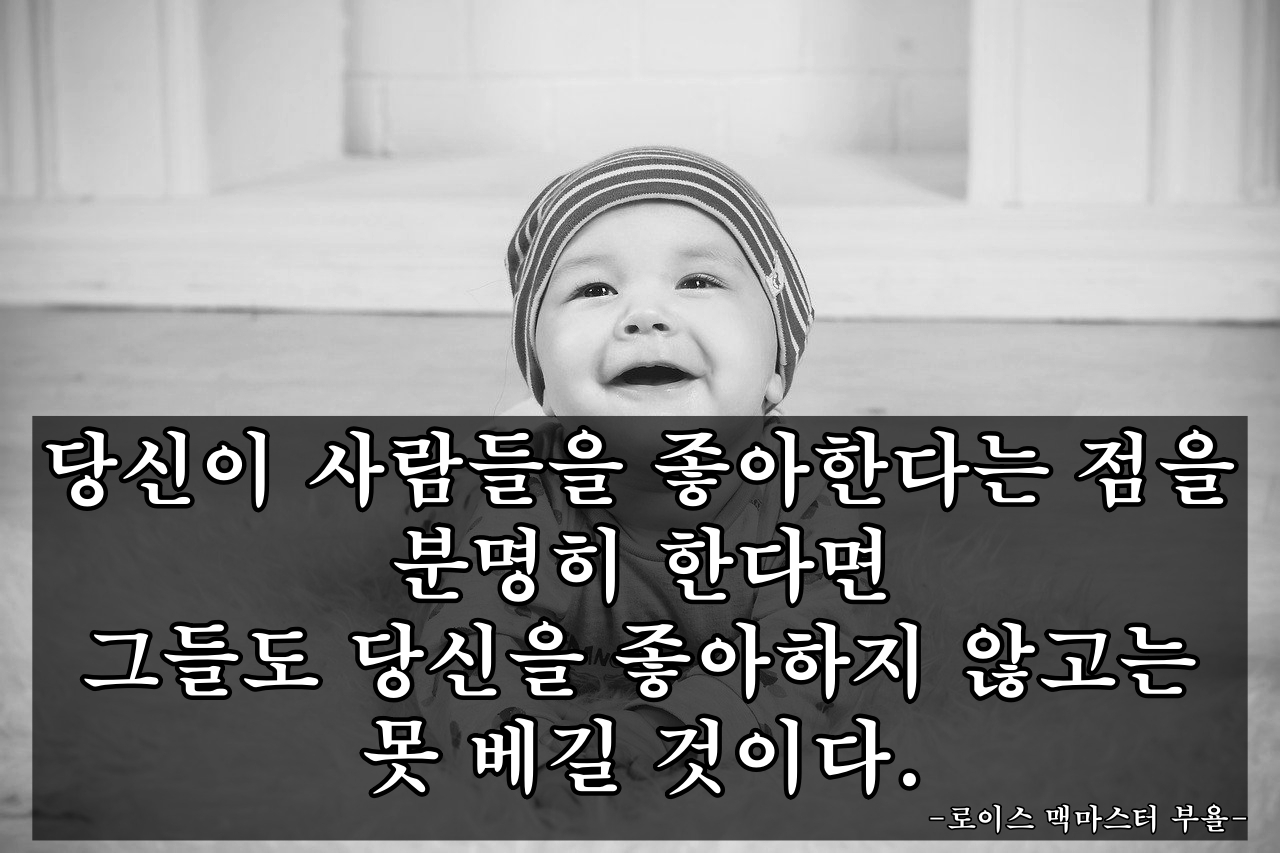 당신이 사람들을 좋아한다는 점을
분명히 한다면
그들도 당신을 좋아하지 않고는
못 베길 것이다.
-로이스 맥마스터 부욜-